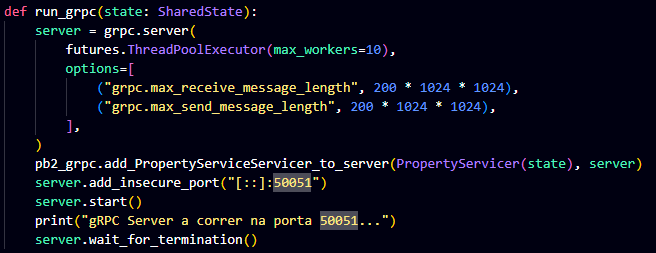 def run_grpc(state: SharedState):
    server = grpc.server(
        futures.ThreadPoolExecutor(max_workers=10),
        options=[
            ("grpc.max_receive_message_length", 200 * 1024 * 1024),
            ("grpc.max_send_message_length", 200 * 1024 * 1024),
        ],
    )
    pb2_grpc.add_PropertyServiceServicer_to_server(PropertyServicer(state), server)
    server.add_insecure_port("[::]:50051")
    server.start()
    print("gRPC Server a correr na porta 50051...")
    server.wait_for_termination()